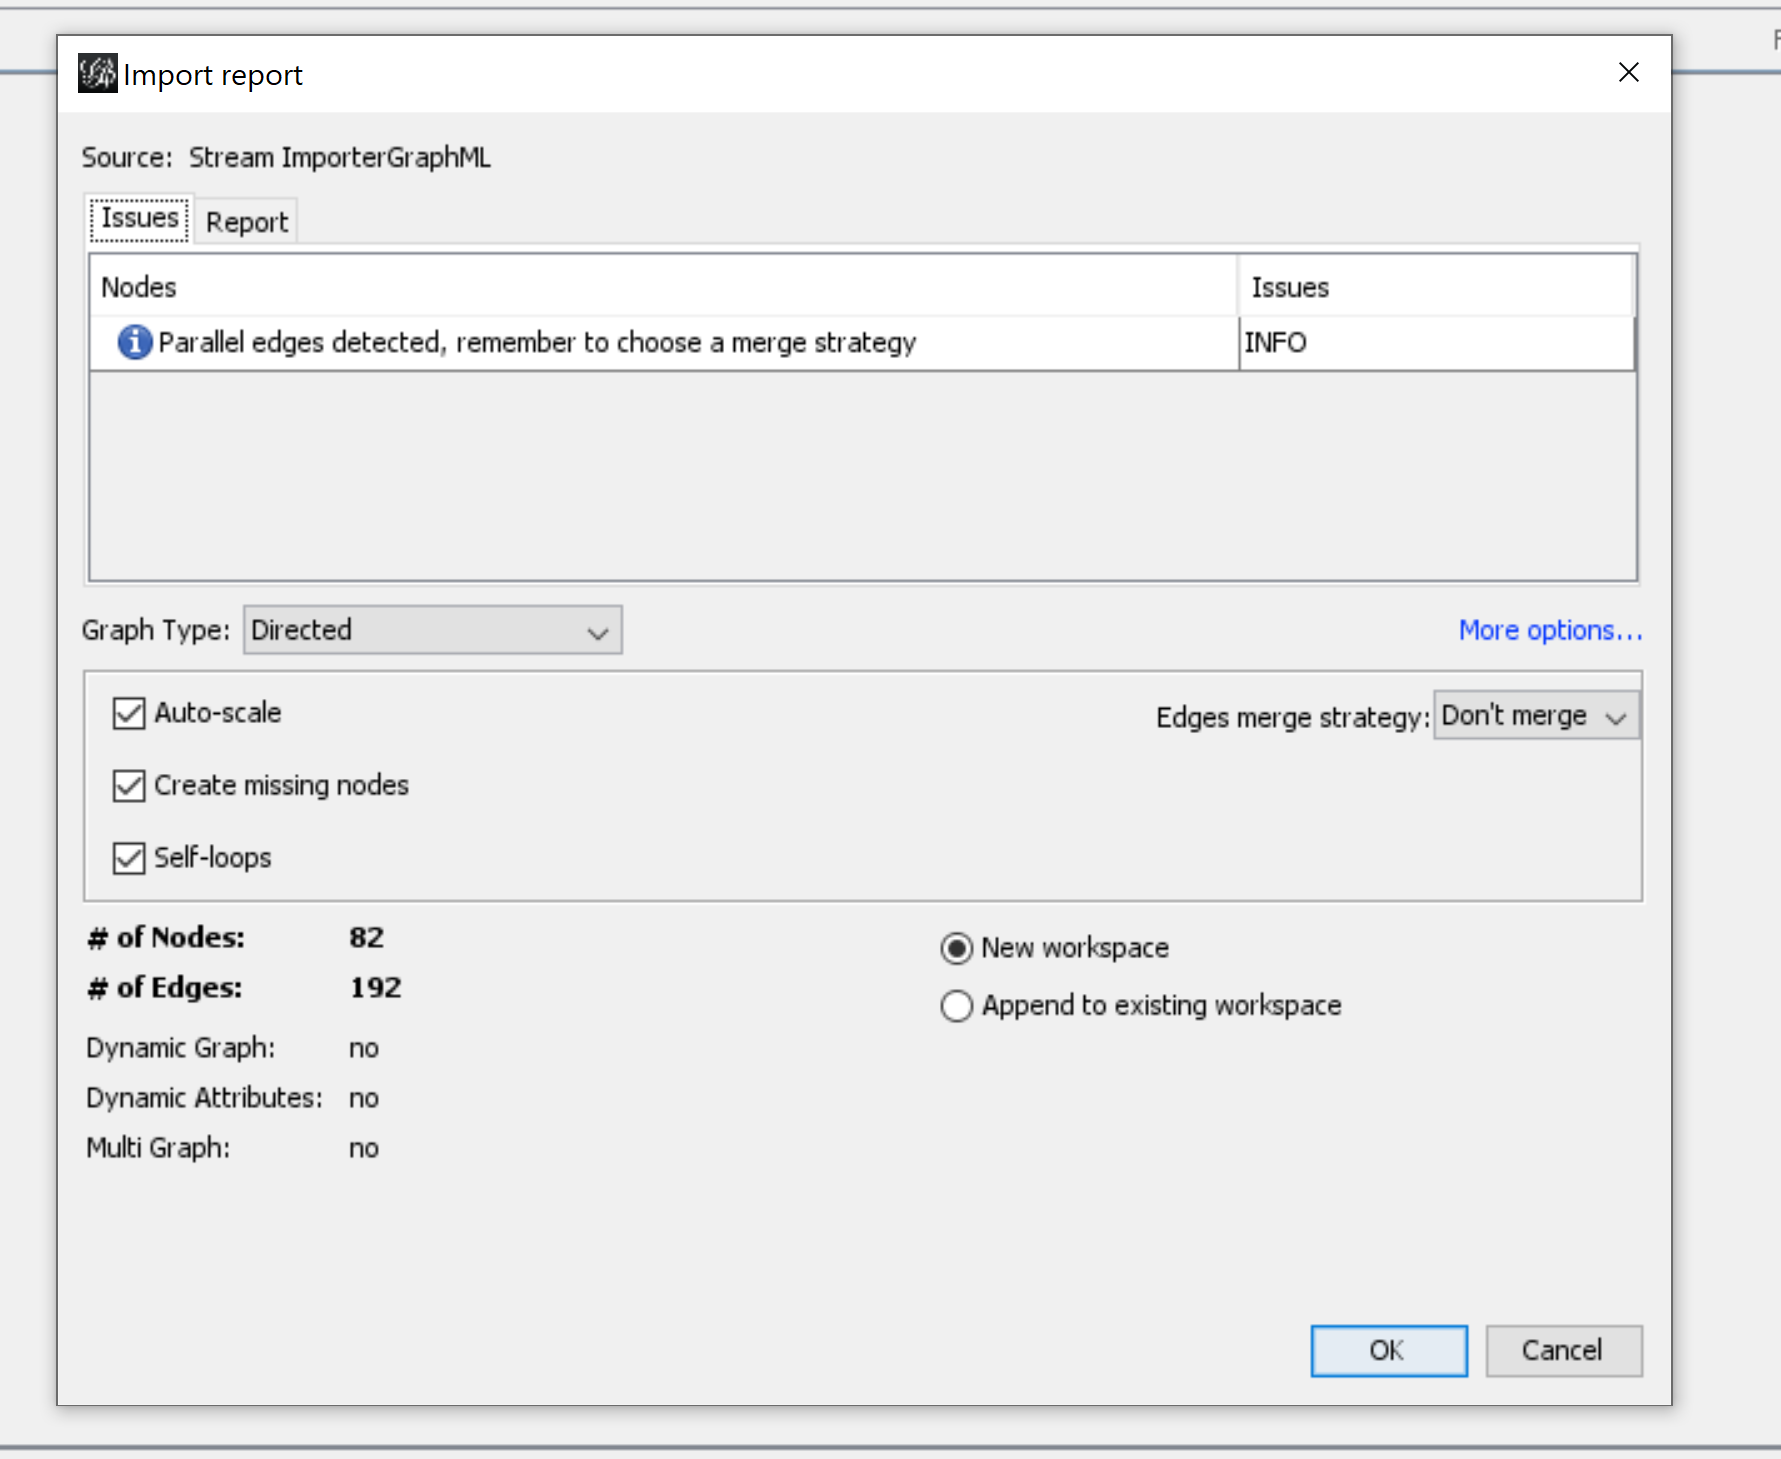 Import report
Source: Stream ImporterGraphML
Issues Report
Nodes Issues
Parallel edges detected, remember to choose a merge strategy INFO
Graph Type: Directed More options...
Auto-scale Edges merge strategy: Don't merge
Create missing nodes
Self-loops
# of Nodes: 82
# of Edges: 192
New workspace
Append to existing workspace
Dynamic Graph: no
Dynamic Attributes: no
Multi Graph: no
OK Cancel